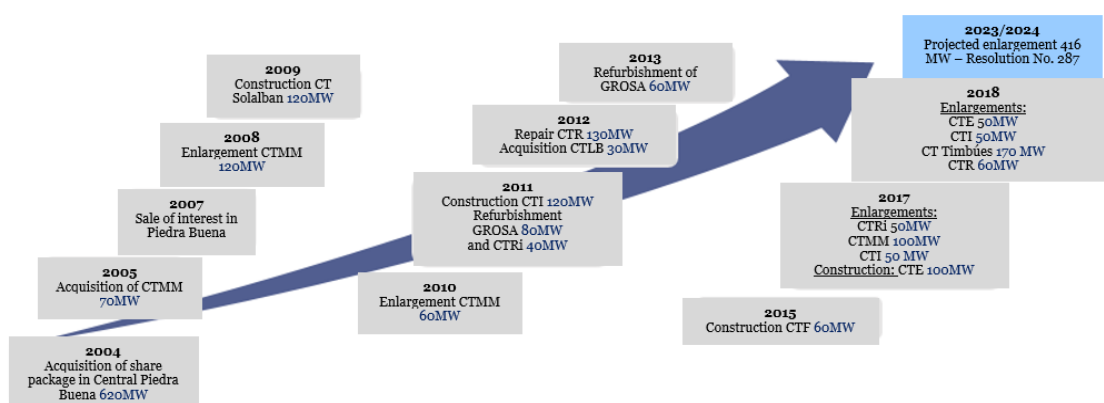 2004
Acquisition of share
package in Central Piedra
Buena 620MW
2005
Acquisition of CTMM
70MW
2007
Sale of interest in
Piedra Buena
2008
Enlargement CTMM
120MW
2009
Construction CT
Solalban 120MW
2010
Enlargement CTMM
60MW
2011
Construction CTI 120MW
Refurbishment
GROSA 80MW
and CTRi 40MW
2012
Repair CTR 130MW
Acquisition CTLB 30MW
2013
Refurbishment of
GROSA 60MW
2015
Construction CTF 60MW
2017
Enlargements:
CTRi 50MW
CTMM 100MW
CTI 50 MW
Construction: CTE 100MW
2018
Enlargements:
CTE 50MW
CTI 50MW
CT Timbúes 170 MW
CTR 60MW
2023/2024
Projected enlargement 416
MW – Resolution No. 287